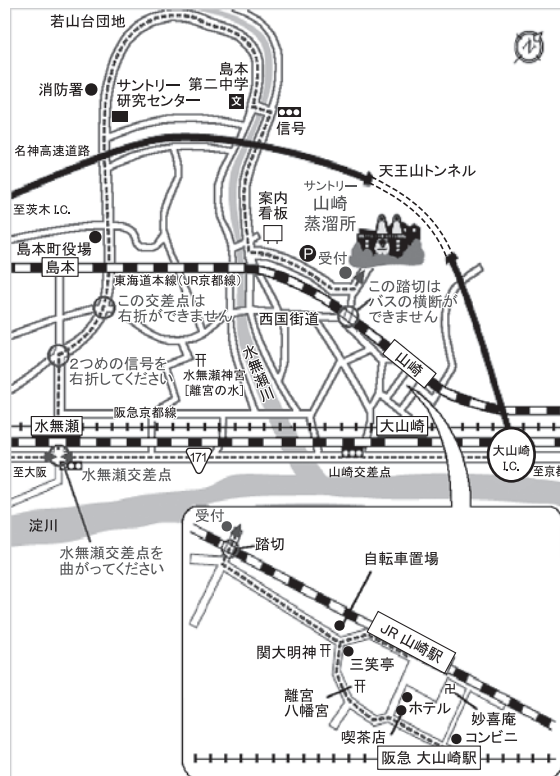 若山台団地
N
島本
第二中学
文
消防署
サントリー
研究センター
信号
名神高速道路
天王山トンネル
サントリー
山崎
蒸溜所
案内
看板
至茨木 I.C.
P
受付
島本町役場
島本
東海道本線(JR京都線)
この踏切は
バスの横断が
できません
この交差点は
右折ができません
西国街道
山崎
2つめの信号を
右折してください
水無瀬神宮
[離宮の水]
水無瀬川
阪急京都線
水無瀬
大山崎
大山崎
I.C.
至大阪
水無瀬交差点
171
山崎交差点
至京都
淀川
水無瀬交差点を
曲がってください
受付
踏切
自転車置場
JR 山崎駅
関大明神
三笑亭
離宮
八幡宮
ホテル
妙喜庵
喫茶店
コンビニ
阪急 大山崎駅